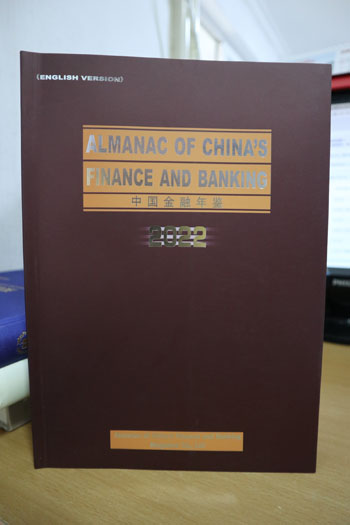 (ENGLISH VERSION)
ALMANAC OF CHINA'S
FINANCE AND BANKING
中国金融年鉴
2022